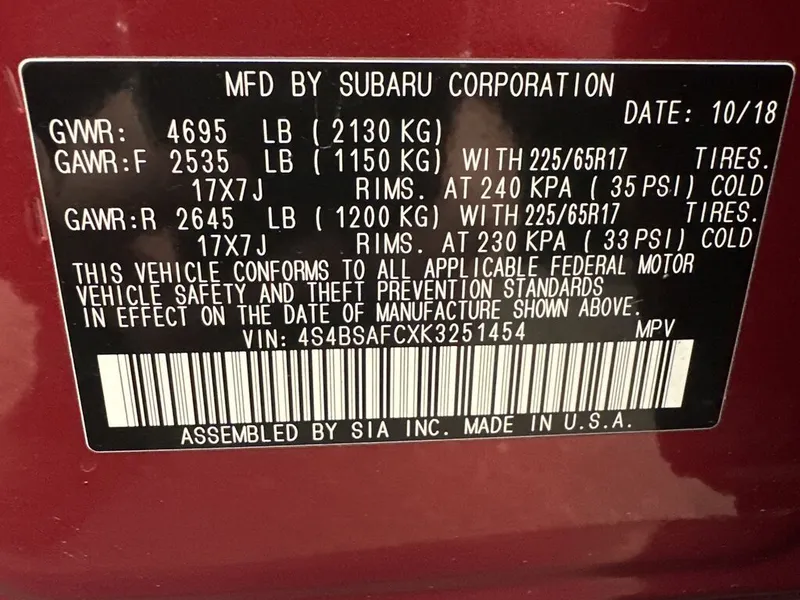 MFD BY SUBARU CORPORATION
DATE: 10/18
GVWR: 4695 LB (2130 KG)
GAWR:F 2535 LB (1150 KG) WITH 225/65R17 TIRES.
17X7J RIMS. AT 240 KPA (35 PSI) COLD
GAWR:R 2645 LB (1200 KG) WITH 225/65R17 TIRES.
17X7J RIMS. AT 230 KPA (33 PSI) COLD
THIS VEHICLE CONFORMS TO ALL APPLICABLE FEDERAL MOTOR
VEHICLE SAFETY AND THEFT PREVENTION STANDARDS
IN EFFECT ON THE DATE OF MANUFACTURE SHOWN ABOVE.
VIN: 4S4BSAFCXK3251454 MPV
ASSEMBLED BY SIA INC. MADE IN U.S.A.